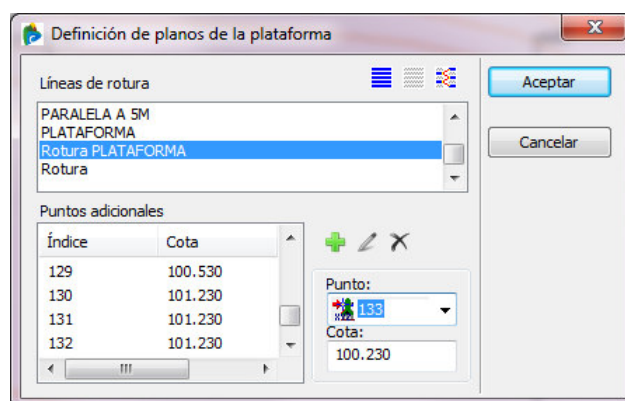 Definición de planos de la plataforma
Líneas de rotura
PARALELA A 5M
PLATAFORMA
Rotura PLATAFORMA
Rotura
Aceptar
Cancelar
Puntos adicionales
Índice Cota
129 100.530
130 101.230
131 101.230
132 101.230
Punto:
133
Cota:
100.230